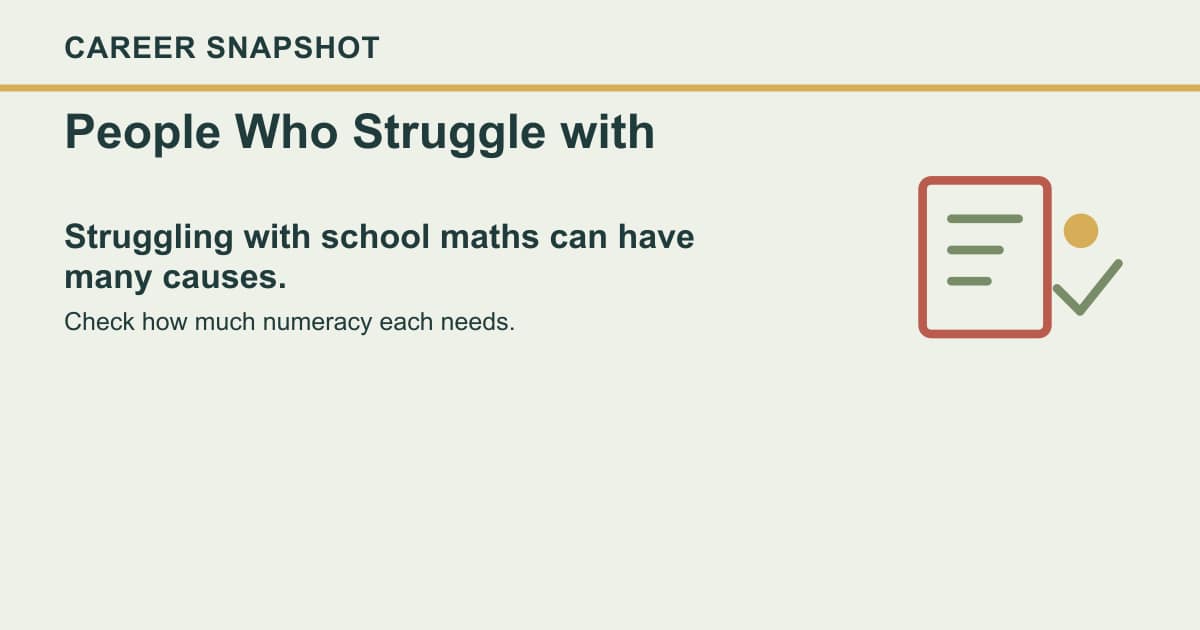 CAREER SNAPSHOT
People Who Struggle with
Struggling with school maths can have
many causes.
Check how much numeracy each needs.